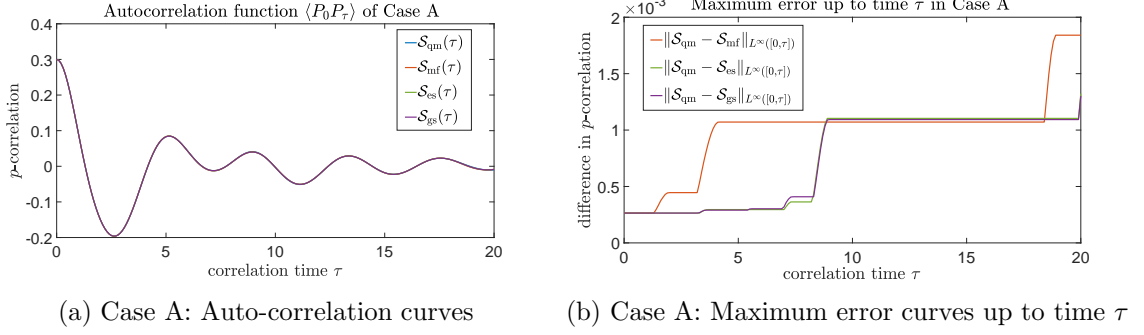 Autocorrelation function ⟨P₀P_τ⟩ of Case A
0.4
0.3
0.2
0.1
0
-0.1
-0.2
p-correlation
S_qm(τ)
S_mf(τ)
S_es(τ)
S_gs(τ)
0 5 10 15 20
correlation time τ
(a) Case A: Auto-correlation curves
×10⁻³ Maximum error up to time τ in Case A
2
1.5
1
0.5
0
difference in p-correlation
‖S_qm − S_mf‖_L∞([0,τ])
‖S_qm − S_es‖_L∞([0,τ])
‖S_qm − S_gs‖_L∞([0,τ])
0 5 10 15 20
correlation time τ
(b) Case A: Maximum error curves up to time τ